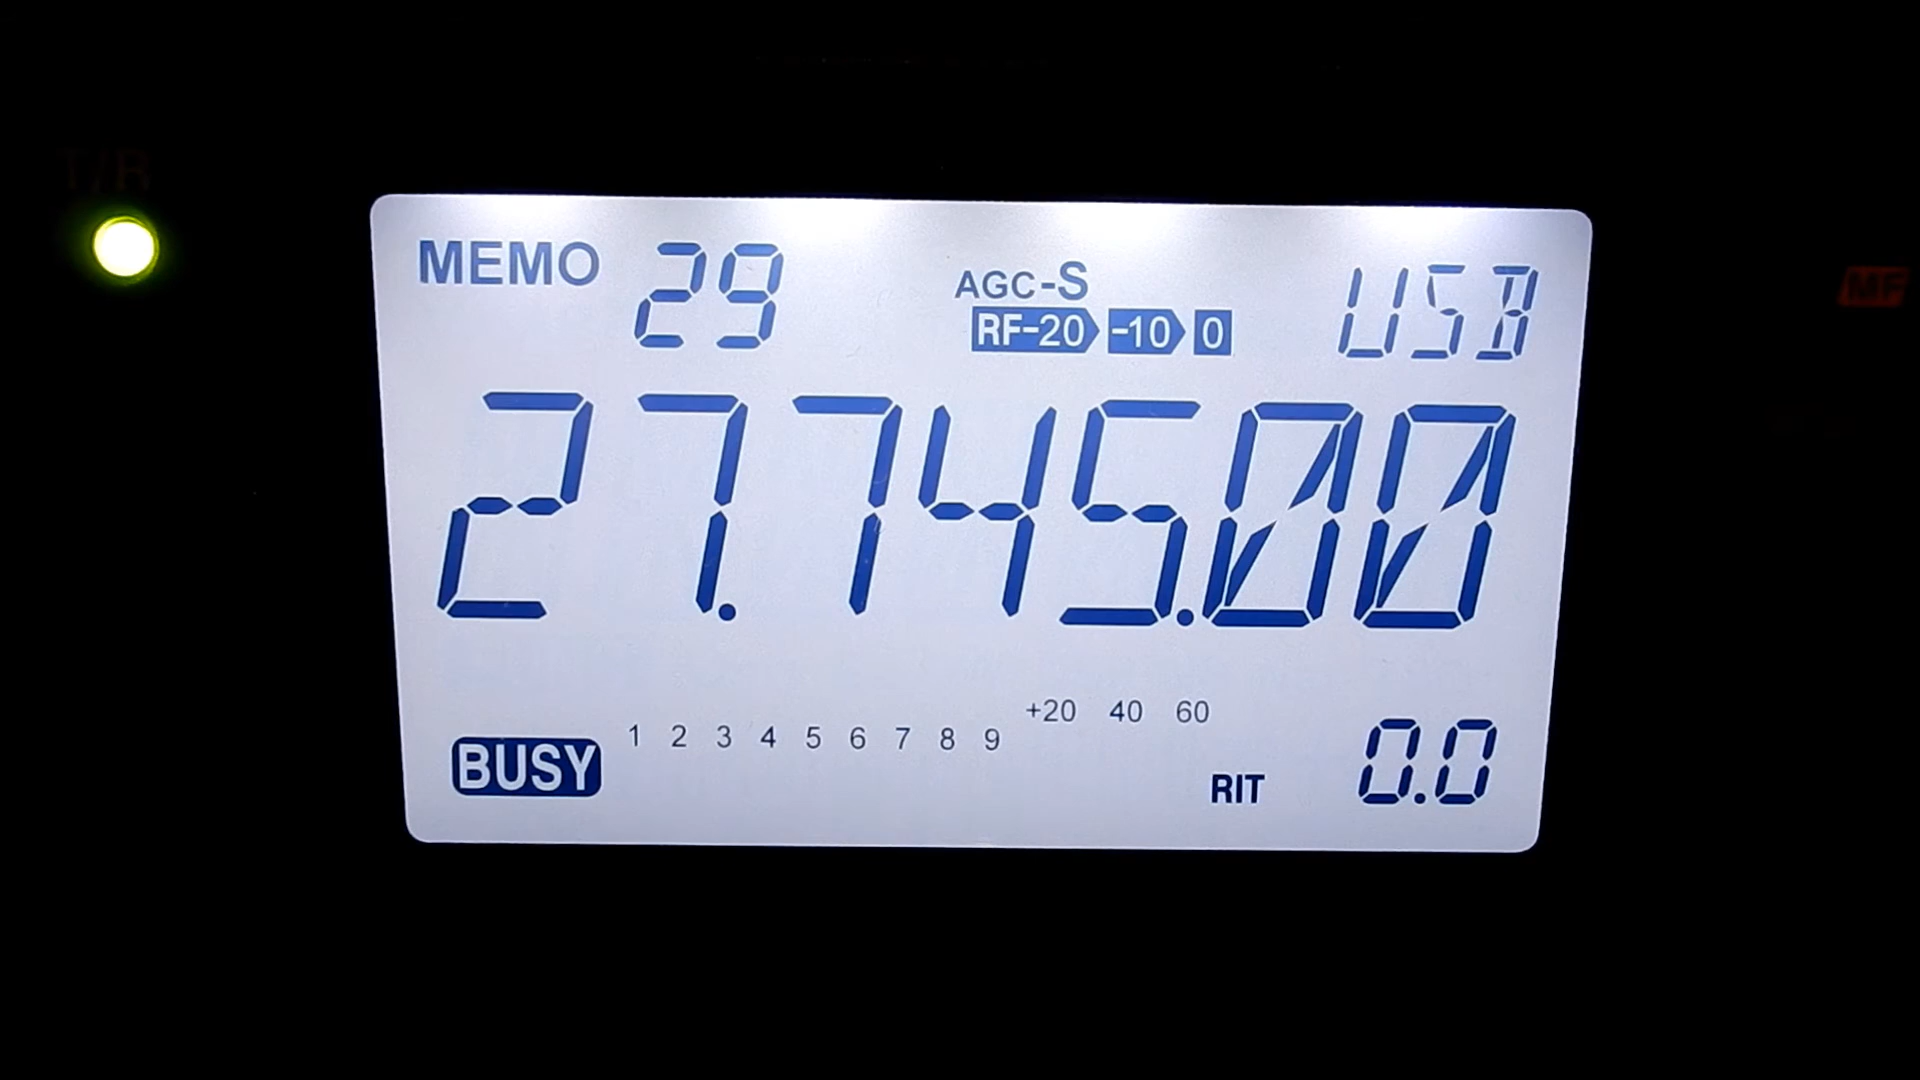 T/R
MEMO 29 AGC-S USB
RF-20 -10 0
MF
27.745.00
+20 40 60
1 2 3 4 5 6 7 8 9
BUSY RIT 0.0